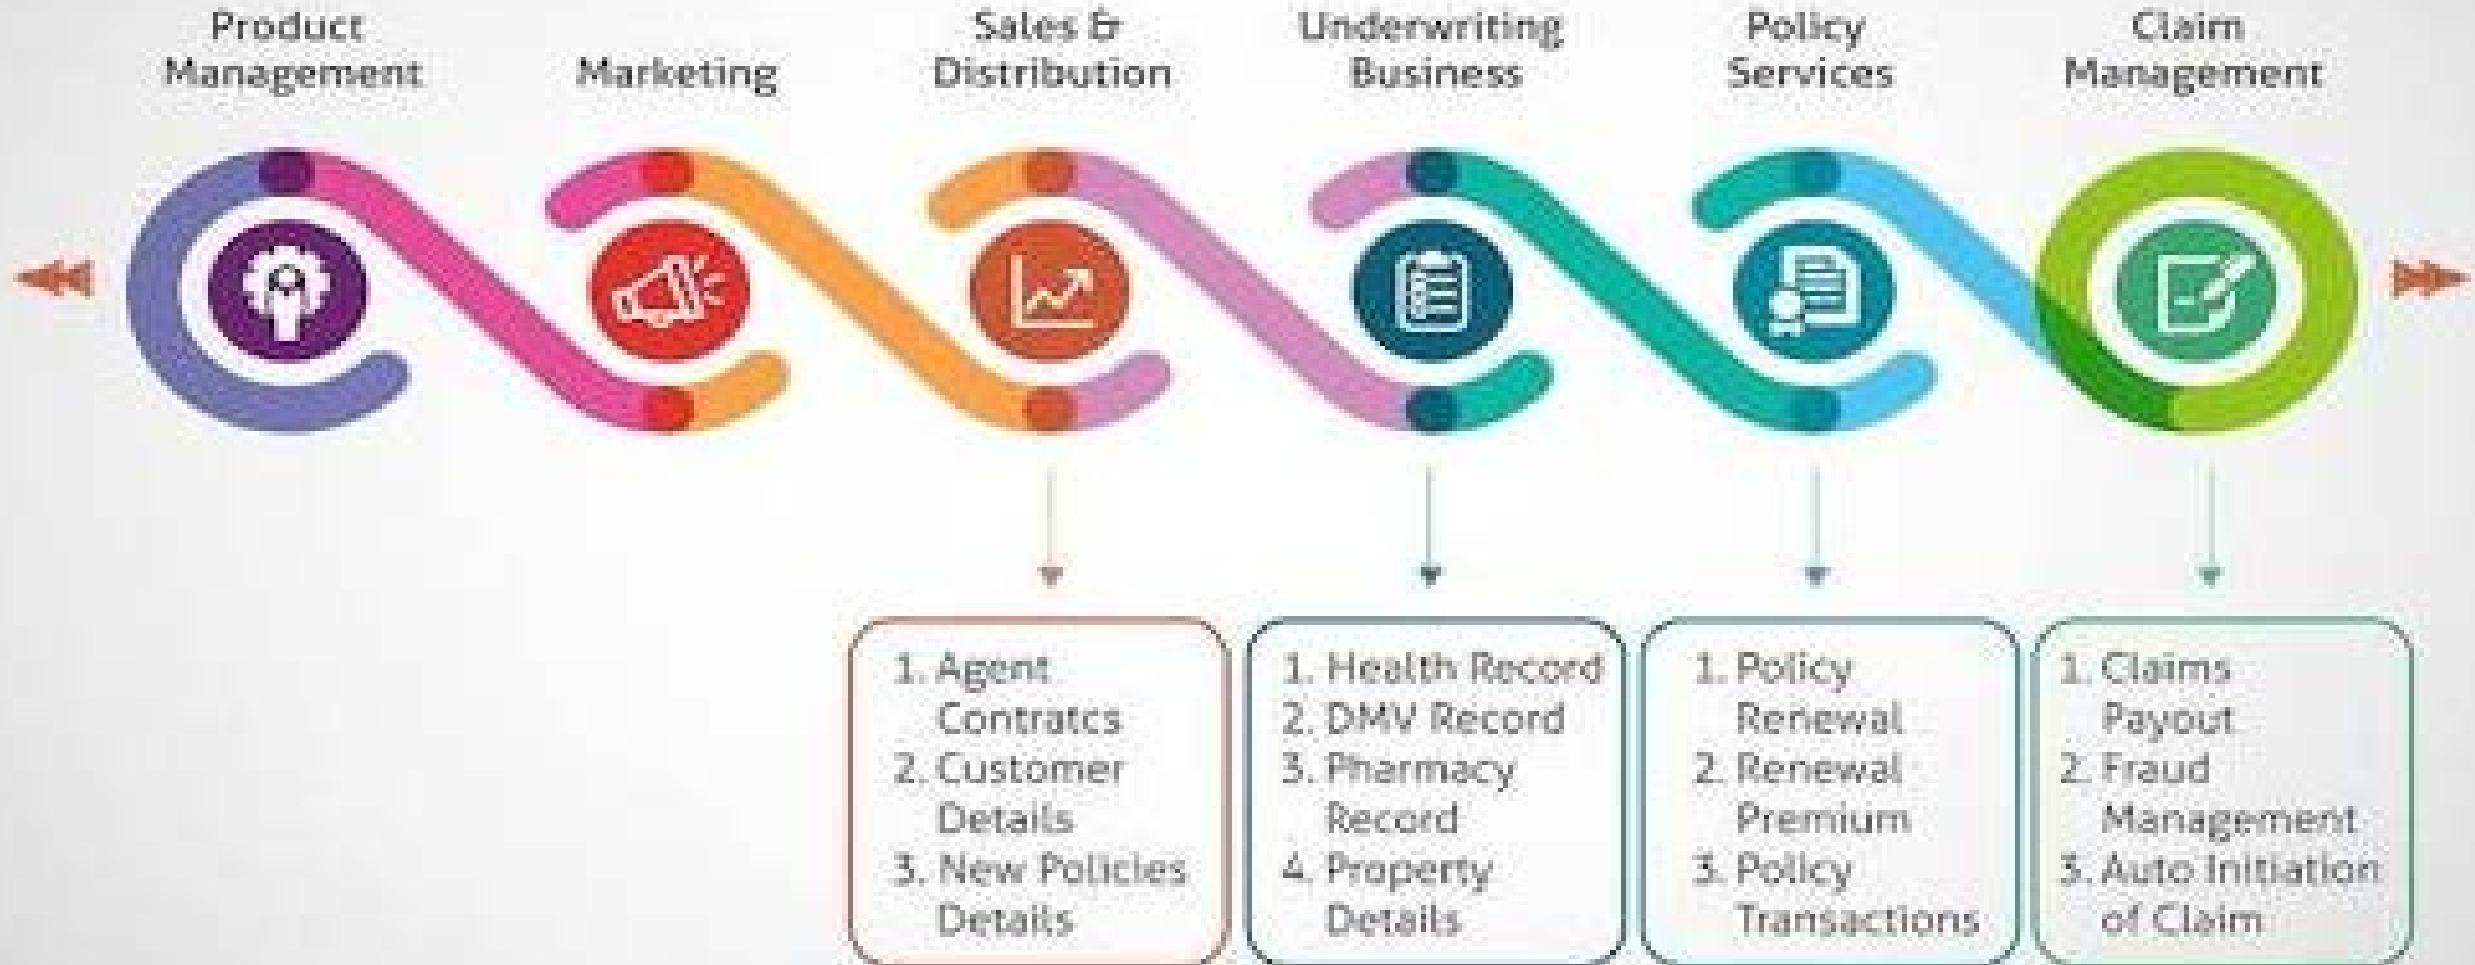 Product
Management
Marketing
Sales &
Distribution
Underwriting
Business
Policy
Services
Claim
Management
1. Agent
Contratcs
2. Customer
Details
3. New Policies
Details
1. Health Record
2. DMV Record
3. Pharmacy
Record
4. Property
Details
1. Policy
Renewal
2. Renewal
Premium
3. Policy
Transactions
1. Claims
Payout
2. Fraud
Management
3. Auto Initiation
of Claim